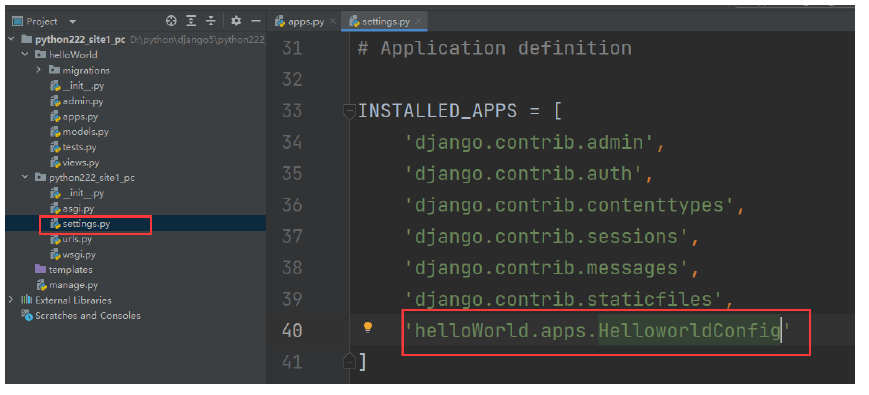 Project
python222_site1_pc D:\python\django5\python222
helloWorld
migrations
__init__.py
admin.py
apps.py
models.py
tests.py
views.py
python222_site1_pc
__init__.py
asgi.py
settings.py
urls.py
wsgi.py
templates
manage.py
External Libraries
Scratches and Consoles
apps.py
settings.py
31 # Application definition
32
33 INSTALLED_APPS = [
34 'django.contrib.admin',
35 'django.contrib.auth',
36 'django.contrib.contenttypes',
37 'django.contrib.sessions',
38 'django.contrib.messages',
39 'django.contrib.staticfiles',
40 'helloWorld.apps.HelloworldConfig'
41 ]